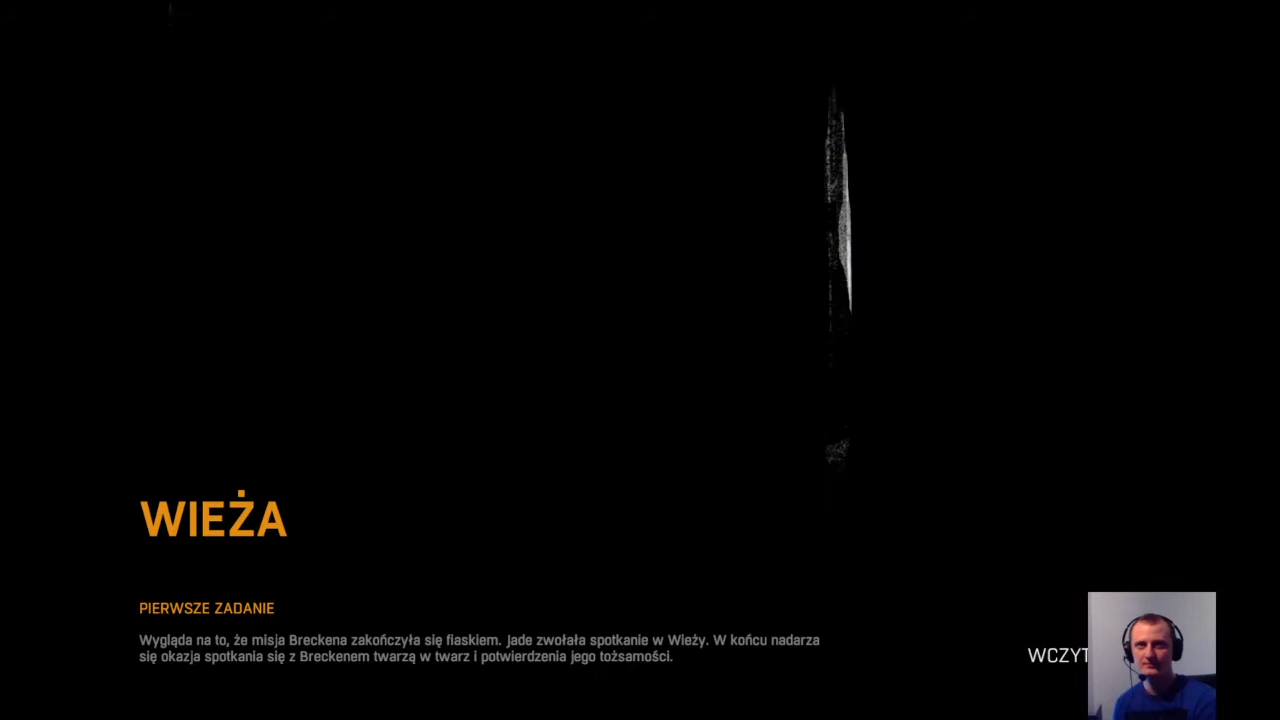 WIEŻA
PIERWSZE ZADANIE
Wygląda na to, że misja Breckena zakończyła się fiaskiem. Jade zwołała spotkanie w Wieży. W końcu nadarza
się okazja spotkania się z Breckenem twarzą w twarz i potwierdzenia jego tożsamości.
WCZYT